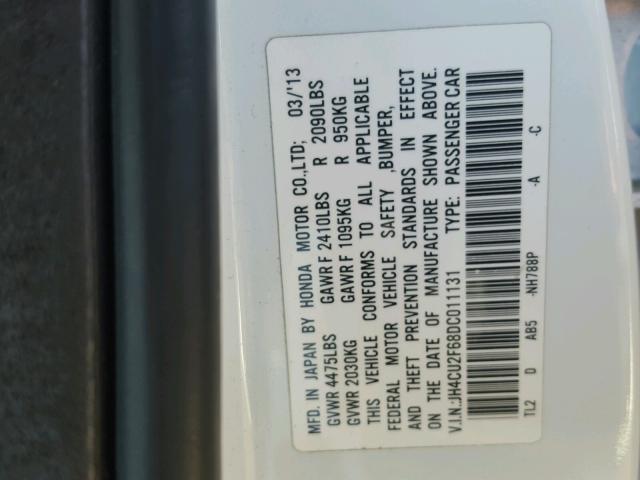 MFD. IN JAPAN BY HONDA MOTOR CO.,LTD; 03/'13
GVWR 4475LBS GAWR F 2410LBS R 2090LBS
GVWR 2030KG GAWR F 1095KG R 950KG
THIS VEHICLE CONFORMS TO ALL APPLICABLE
FEDERAL MOTOR VEHICLE SAFETY ,BUMPER,
AND THEFT PREVENTION STANDARDS IN EFFECT
ON THE DATE OF MANUFACTURE SHOWN ABOVE.
V.I.N.:JH4CU2F68DC011131 TYPE: PASSENGER CAR
TL2 D AB5 -NH788P -A -C